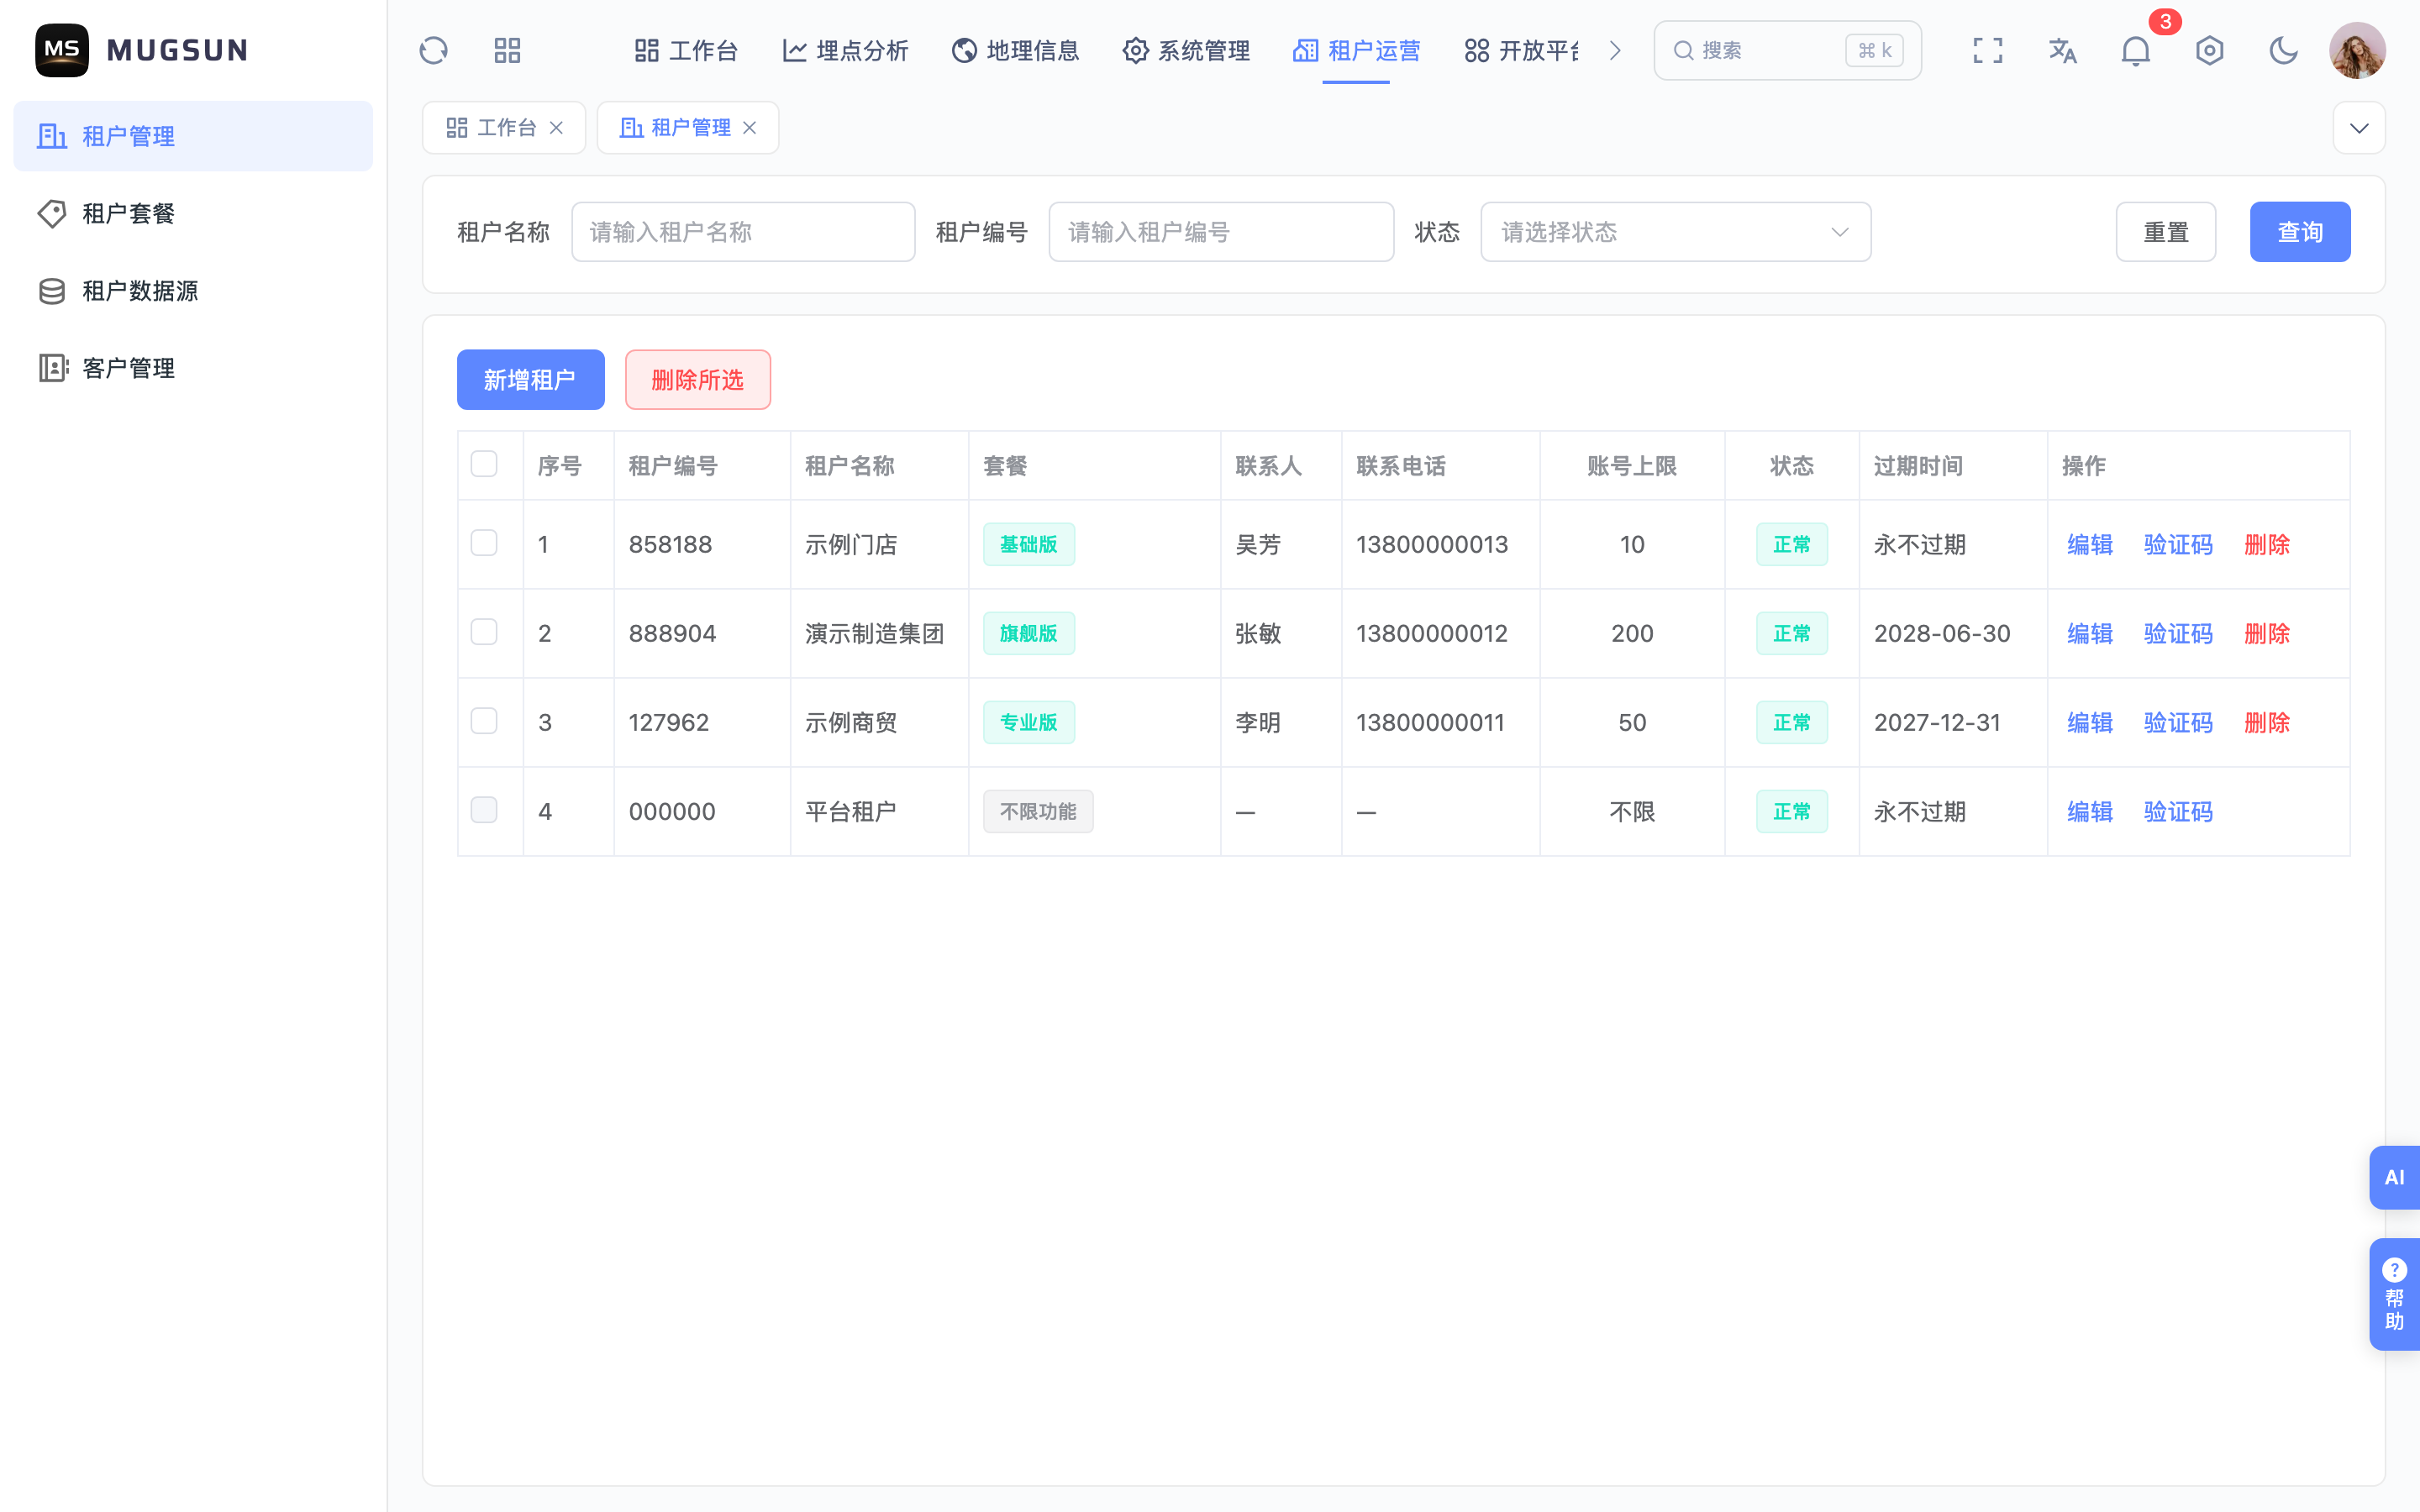 MS MUGSUN
工作台 埋点分析 地理信息 系统管理 租户运营 开放平台 搜索 ⌘ k 3
租户管理
租户套餐
租户数据源
客户管理
工作台 租户管理
租户名称 请输入租户名称 租户编号 请输入租户编号 状态 请选择状态 重置 查询
新增租户 删除所选
序号 租户编号 租户名称 套餐 联系人 联系电话 账号上限 状态 过期时间 操作
1 858188 示例门店 基础版 吴芳 13800000013 10 正常 永不过期 编辑 验证码 删除
2 888904 演示制造集团 旗舰版 张敏 13800000012 200 正常 2028-06-30 编辑 验证码 删除
3 127962 示例商贸 专业版 李明 13800000011 50 正常 2027-12-31 编辑 验证码 删除
4 000000 平台租户 不限功能 — — 不限 正常 永不过期 编辑 验证码
AI
?
帮
助